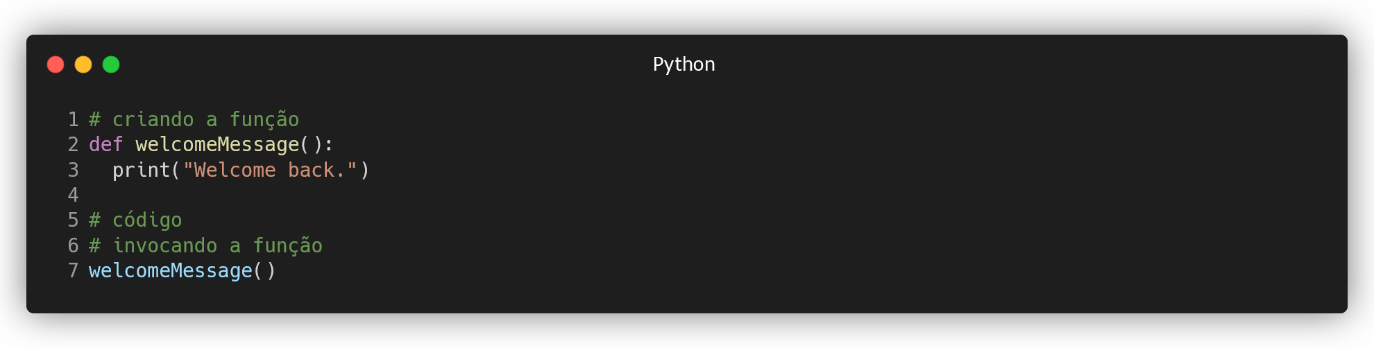 Python
1 # criando a função
2 def welcomeMessage():
3   print("Welcome back.")
4
5 # código
6 # invocando a função
7 welcomeMessage()